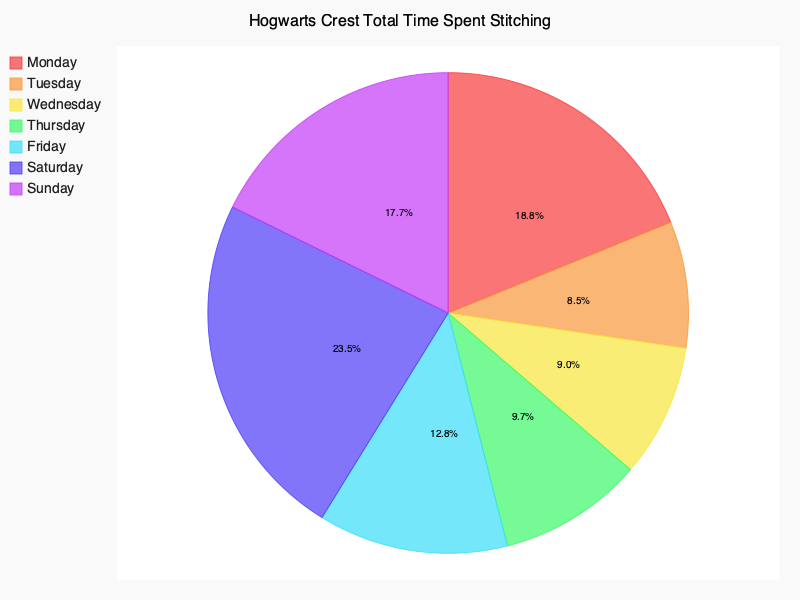 Hogwarts Crest Total Time Spent Stitching
Monday
Tuesday
Wednesday
Thursday
Friday
Saturday
Sunday
17.7%
18.8%
8.5%
23.5%
9.0%
9.7%
12.8%